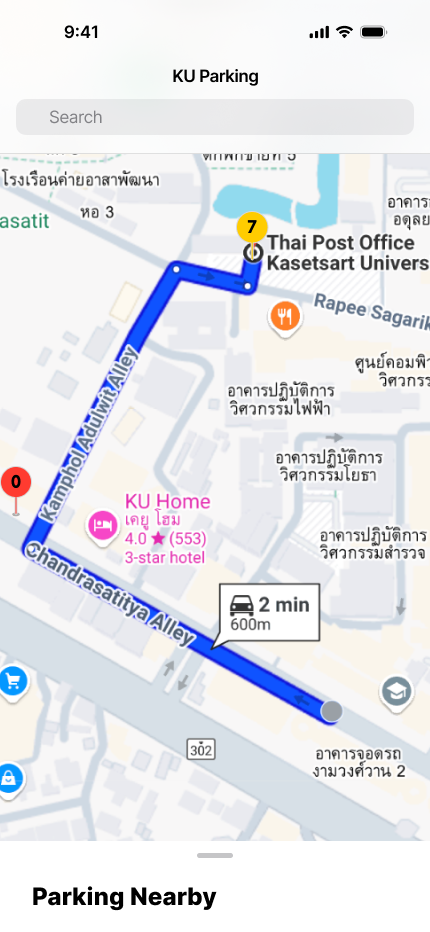 9:41
KU Parking
Search
โรงเรือนค่ายอาสาพัฒนา
หอ 3
asatit
อาคาร
อดุลย
7
Thai Post Office
Kasetsart Univers
Rapee Sagarik
ศูนย์คอมพิ
วิศวกรร
อาคารปฏิบัติการ
วิศวกรรมไฟฟ้า
Kamphol Adulwit Alley
อาคารปฏิบัติการ
วิศวกรรมโยธา
0
KU Home
เคยู โฮม
4.0 ★ (553)
3-star hotel
อาคารปฏิบัติการ
วิศวกรรมสำรวจ
Chandrasatitya Alley
2 min
600m
302
อาคารจอดรถ
งามวงศ์วาน 2
Parking Nearby